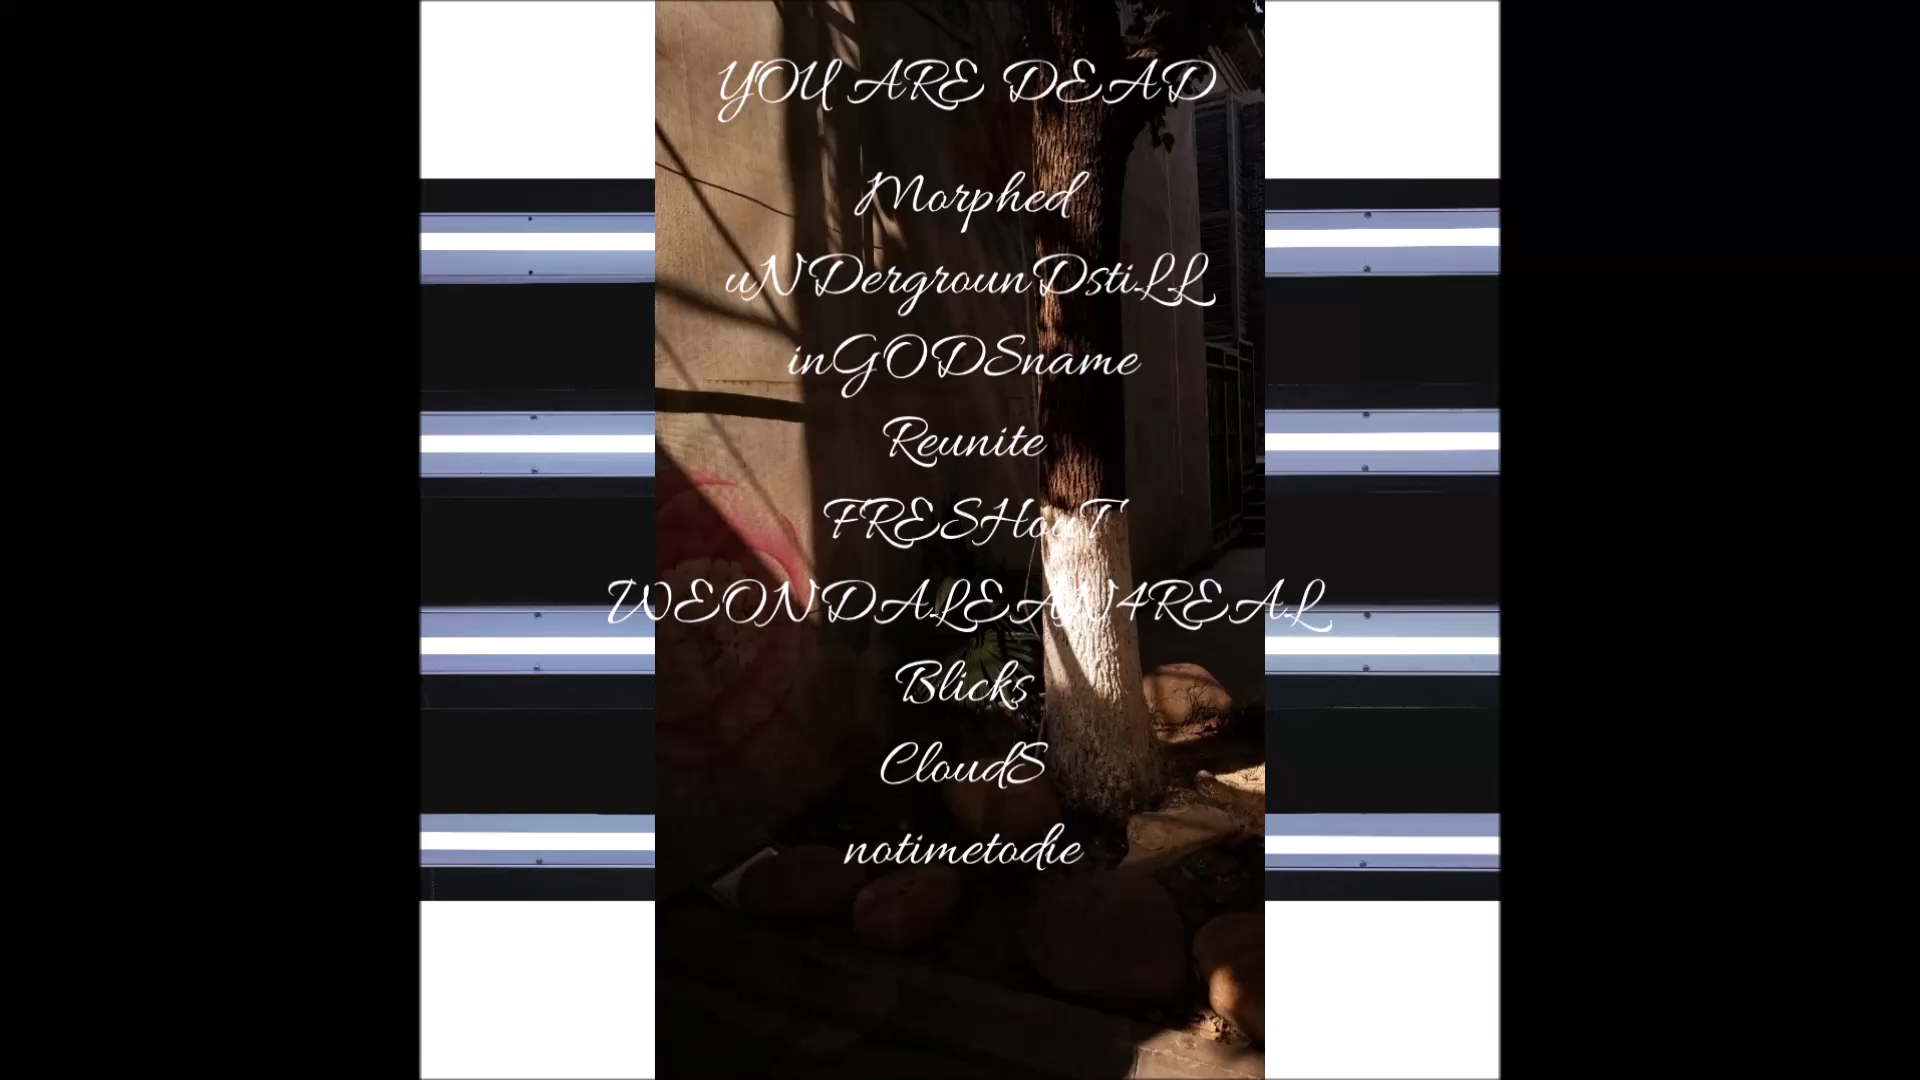 YOU ARE DEAD
Morphed
uNDergrounDstiLL
inGODSname
Reunite
FRESHouT
WEONDALEAN4REAL
Blicks
CloudS
notimetodie